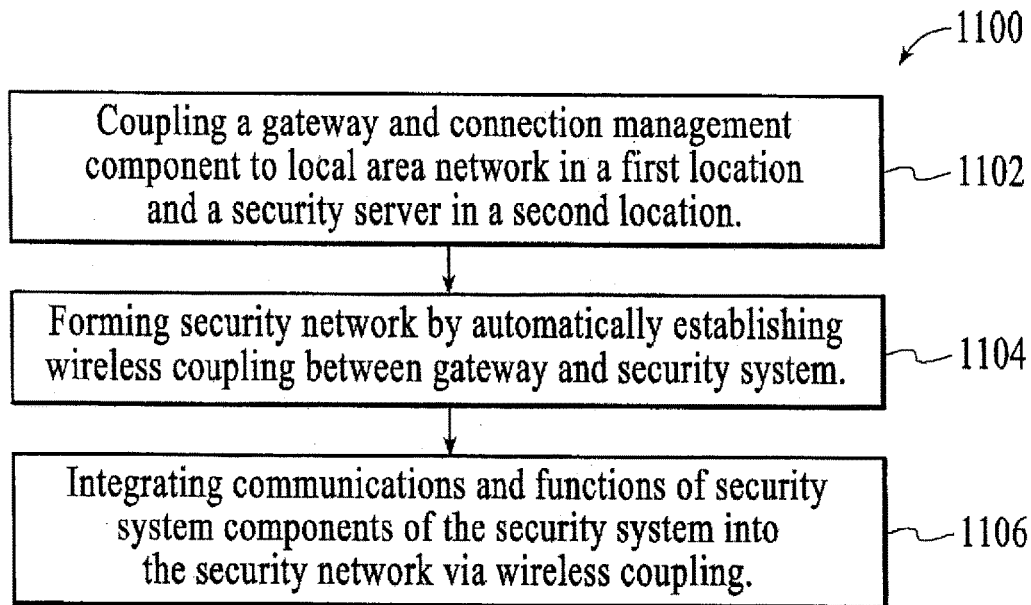 1100
Coupling a gateway and connection management
component to local area network in a first location
and a security server in a second location.
1102
Forming security network by automatically establishing
wireless coupling between gateway and security system.
1104
Integrating communications and functions of security
system components of the security system into
the security network via wireless coupling.
1106